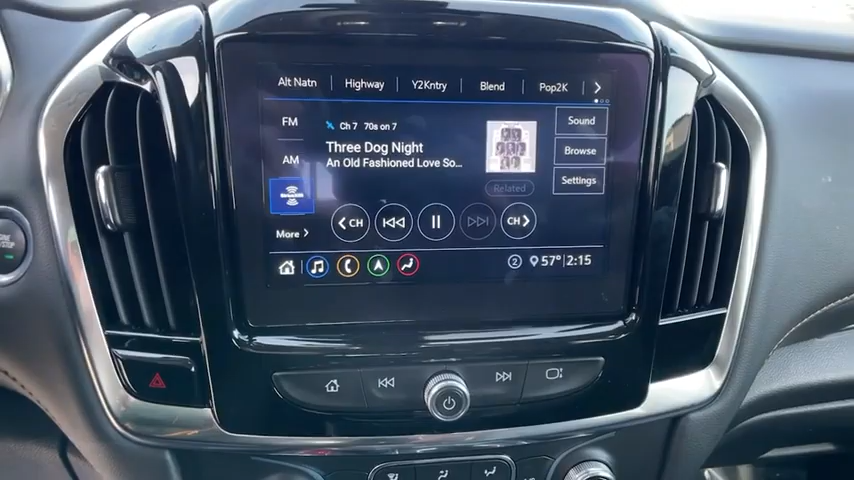 Alt Natn Highway Y2Kntry Blend Pop2K
FM
Ch 7 70s on 7
Sound
Three Dog Night
An Old Fashioned Love So...
AM
Browse
Settings
Related
SiriusXM
CH CH
More
2 57° 2:15